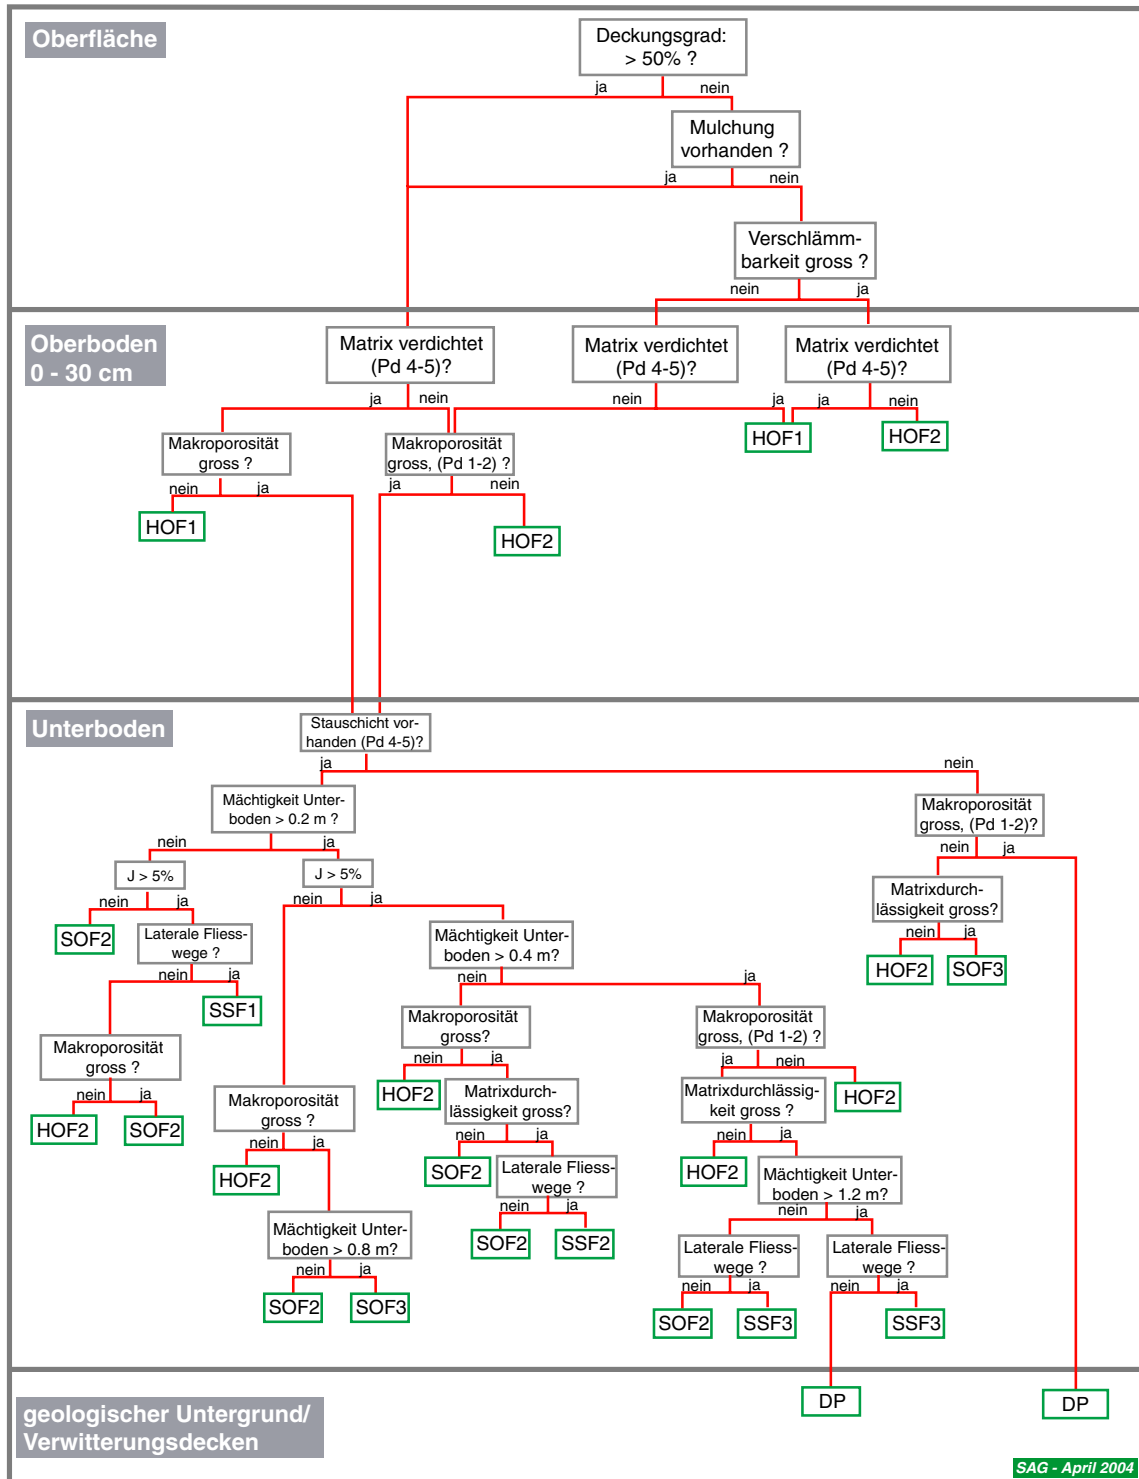 Oberfläche
Deckungsgrad:
> 50% ?
ja
nein
Mulchung
vorhanden ?
ja
nein
Verschlämm-
barkeit gross ?
nein
ja
Oberboden
0 - 30 cm
Matrix verdichtet
(Pd 4-5)?
Matrix verdichtet
(Pd 4-5)?
Matrix verdichtet
(Pd 4-5)?
ja
nein
nein
ja
ja
nein
Makroporosität
gross ?
Makroporosität
gross, (Pd 1-2) ?
HOF1
HOF2
nein
ja
ja
nein
HOF1
HOF2
Unterboden
Stauschicht vor-
handen (Pd 4-5)?
ja
nein
Mächtigkeit Unter-
boden > 0.2 m ?
Makroporosität
gross, (Pd 1-2)?
nein
ja
nein
ja
J > 5%
J > 5%
Matrixdurch-
lässigkeit gross?
nein
ja
nein
ja
SOF2
Laterale Fliess-
wege ?
Mächtigkeit Unter-
boden > 0.4 m?
nein
ja
HOF2
SOF3
nein
ja
nein
ja
SSF1
Makroporosität
gross?
Makroporosität
gross, (Pd 1-2) ?
Makroporosität
gross ?
nein
ja
ja
nein
HOF2
Matrixdurch-
lässigkeit gross?
Matrixdurchlässig-
keit gross ?
HOF2
nein
ja
Makroporosität
gross ?
HOF2
SOF2
nein
ja
nein
ja
nein
ja
HOF2
SOF2
Laterale Fliess-
wege ?
HOF2
Mächtigkeit Unter-
boden > 1.2 m?
nein
ja
nein
ja
Mächtigkeit Unter-
boden > 0.8 m?
SOF2
SSF2
Laterale Fliess-
wege ?
Laterale Fliess-
wege ?
nein
ja
nein
ja
nein
ja
SOF2
SOF3
SOF2
SSF3
SSF3
geologischer Untergrund/
Verwitterungsdecken
DP
DP
SAG - April 2004